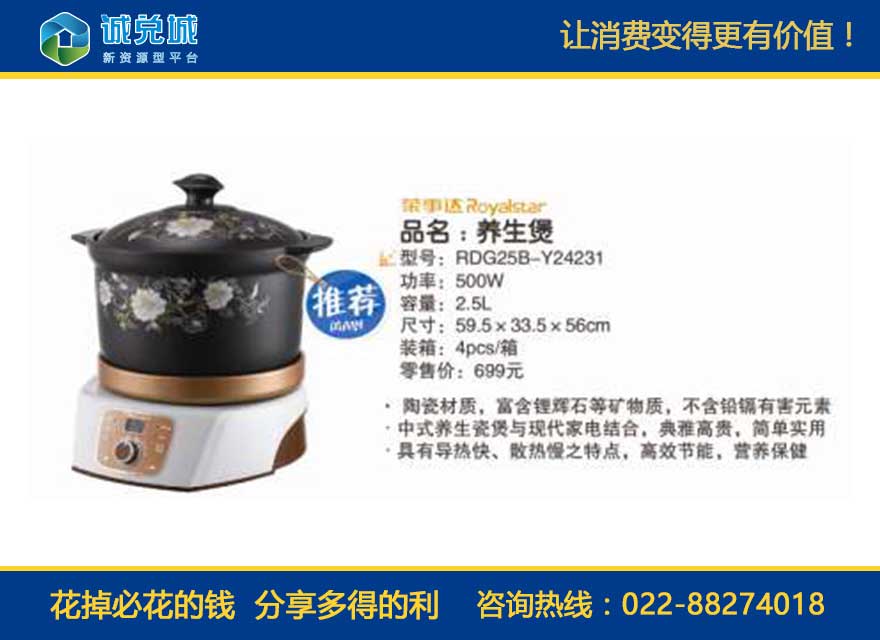 诚兑城
新资源型平台
让消费变得更有价值！
荣事达 Royalstar
品名：养生煲
型号：RDG25B-Y24231
功率：500W
容量：2.5L
尺寸：59.5×33.5×56cm
装箱：4pcs/箱
零售价：699元
推荐
· 陶瓷材质，富含锂辉石等矿物质，不含铅镉有害元素
· 中式养生瓷煲与现代家电结合，典雅高贵，简单实用
· 具有导热快、散热慢之特点，高效节能，营养保健
花掉必花的钱 分享多得的利 咨询热线：022-88274018